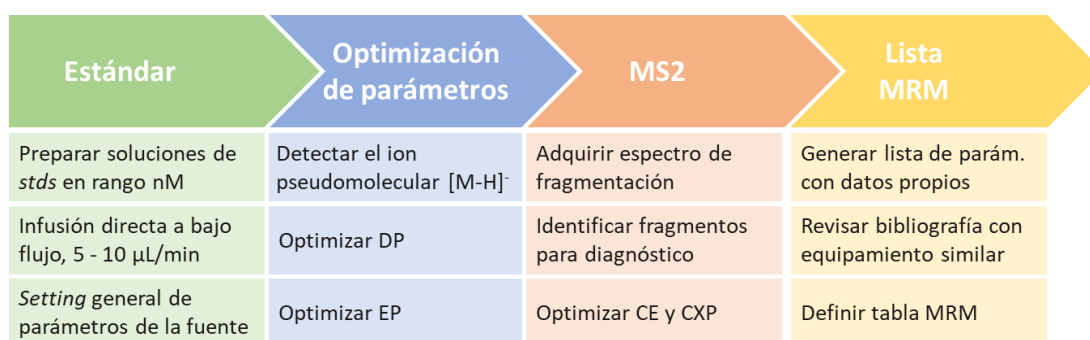 Estándar
Optimización
de parámetros
MS2
Lista
MRM
Preparar soluciones de
stds en rango nM
Detectar el ion
pseudomolecular [M-H]⁻
Adquirir espectro de
fragmentación
Generar lista de parám.
con datos propios
Infusión directa a bajo
flujo, 5 - 10 µL/min
Optimizar DP
Identificar fragmentos
para diagnóstico
Revisar bibliografía con
equipamiento similar
Setting general de
parámetros de la fuente
Optimizar EP
Optimizar CE y CXP
Definir tabla MRM